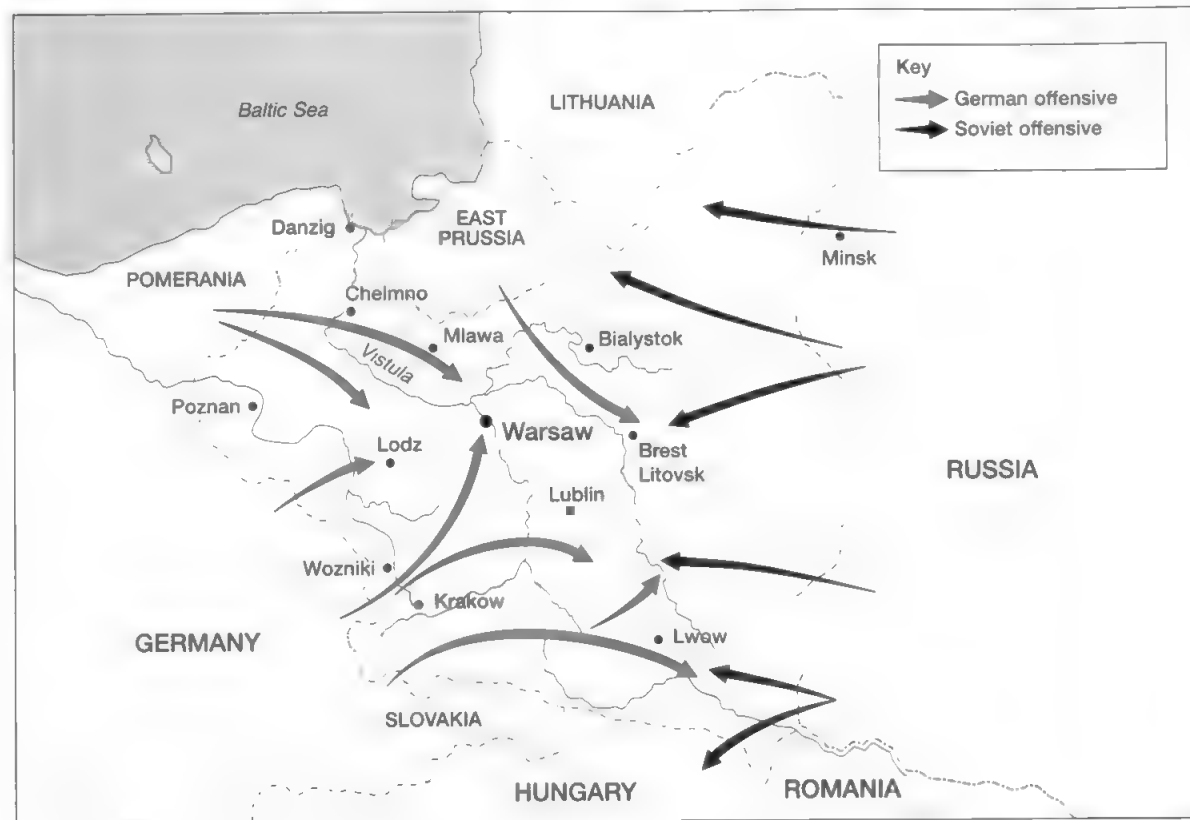 Key
German offensive
Soviet offensive
Baltic Sea
LITHUANIA
Danzig
EAST
PRUSSIA
Minsk
POMERANIA
Chelmno
Mlawa
Bialystok
Vistula
Poznan
Warsaw
Lodz
Brest
Litovsk
RUSSIA
Lublin
Wozniki
Krakow
GERMANY
Lwow
SLOVAKIA
HUNGARY
ROMANIA